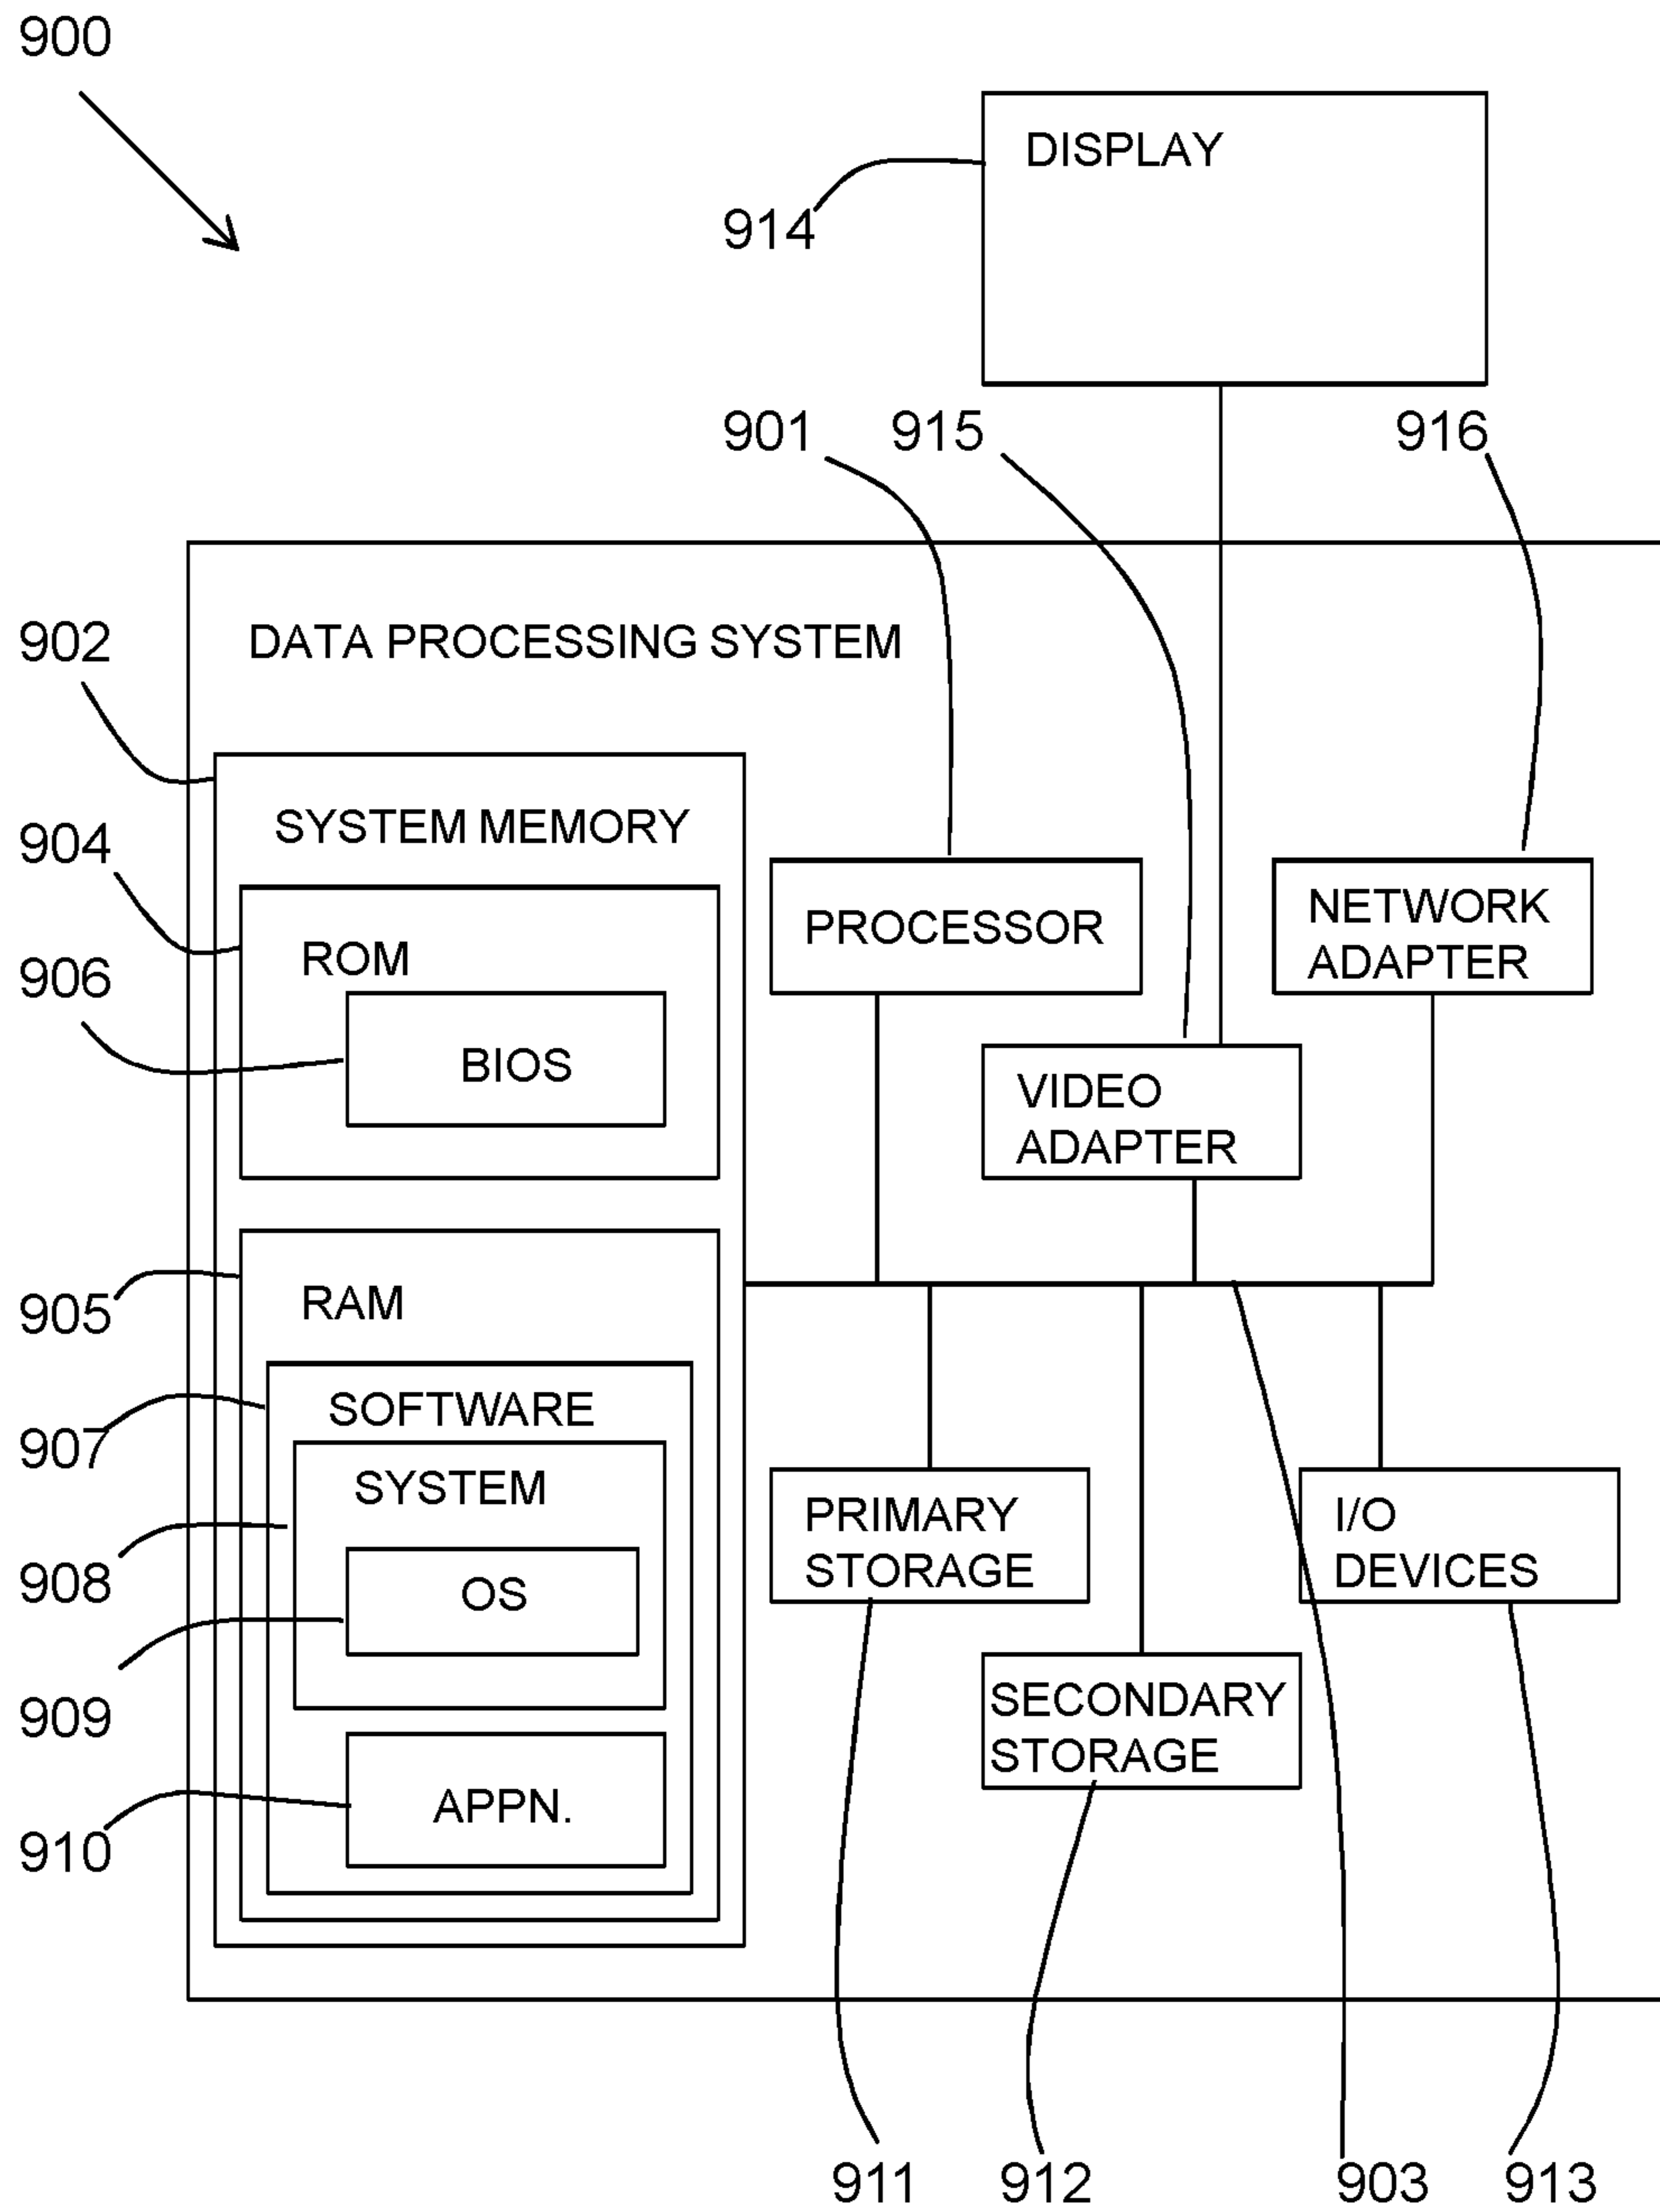 900
DISPLAY
914
901
915
916
902
DATA PROCESSING SYSTEM
SYSTEM MEMORY
904
ROM
906
BIOS
PROCESSOR
NETWORK
ADAPTER
VIDEO
ADAPTER
905
RAM
907
SOFTWARE
SYSTEM
908
OS
909
APPN.
910
PRIMARY
STORAGE
I/O
DEVICES
SECONDARY
STORAGE
911
912
903
913